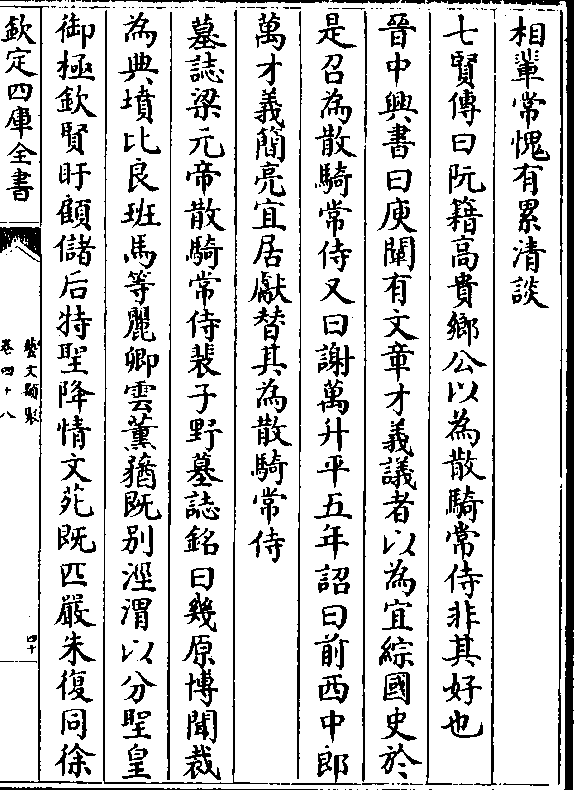 相輩常愧有累清談
七賢傳曰阮籍高貴鄉公以為散騎常侍非其好也
晉中興書曰庾闡有文章才義議者以為宜綜國史於
是召為散騎常侍又曰謝萬升平五年詔曰前西中郎
萬才義簡亮宜居獻替其為散騎常侍
墓誌梁元帝散騎常侍裴子野墓誌銘曰幾原博聞裁
為典墳比良班馬等麗卿雲薰蕕既别涇渭以分聖皇
御極欽賢盱顧儲后特聖降情文苑既匹嚴朱復同徐
欽定四庫全書
藝文類聚
卷四十八
四十